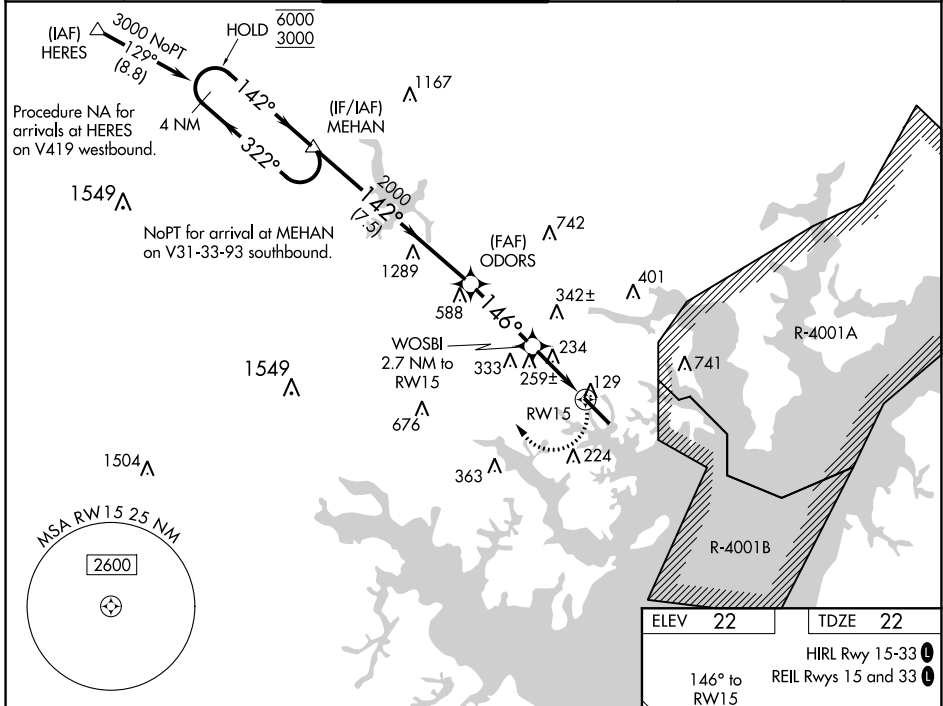 (IAF)
HERES
3000 NoPT
129°
(8.8)
HOLD
6000
3000
142°
4 NM
322°
(IF/IAF)
MEHAN
1167
Procedure NA for
arrivals at HERES
on V419 westbound.
1549
NoPT for arrival at MEHAN
on V31-33-93 southbound.
2000
142°
(7.5)
742
(FAF)
ODORS
1289
588
146°
342±
401
R-4001A
WOSBI
2.7 NM to
RW15
333
259±
234
741
1549
129
RW15
676
224
363
1504
MSA RW15 25 NM
2600
R-4001B
ELEV 22
TDZE 22
HIRL Rwy 15-33 L
REIL Rwys 15 and 33 L
146° to
RW15